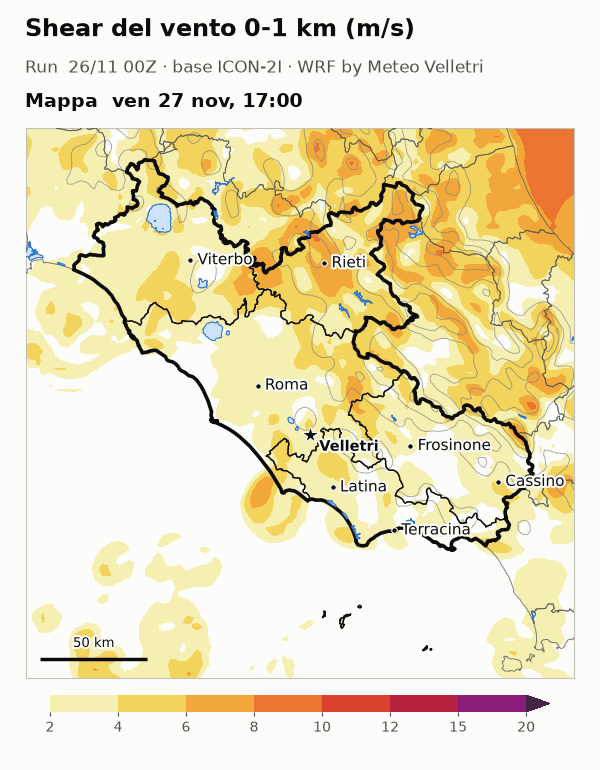 Shear del vento 0-1 km (m/s)
Run  26/11 00Z · base ICON-2I · WRF by Meteo Velletri
Mappa  ven 27 nov, 17:00
Viterbo
Rieti
Roma
Velletri
Frosinone
Latina
Cassino
Terracina
50 km
2 4 6 8 10 12 15 20